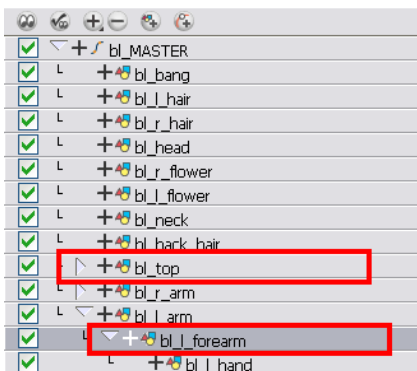 bl_MASTER
bl_bang
bl_l_hair
bl_r_hair
bl_head
bl_r_flower
bl_l_flower
bl_neck
bl_back_hair
bl_top
bl_r_arm
bl_l_arm
bl_l_forearm
bl_l_hand